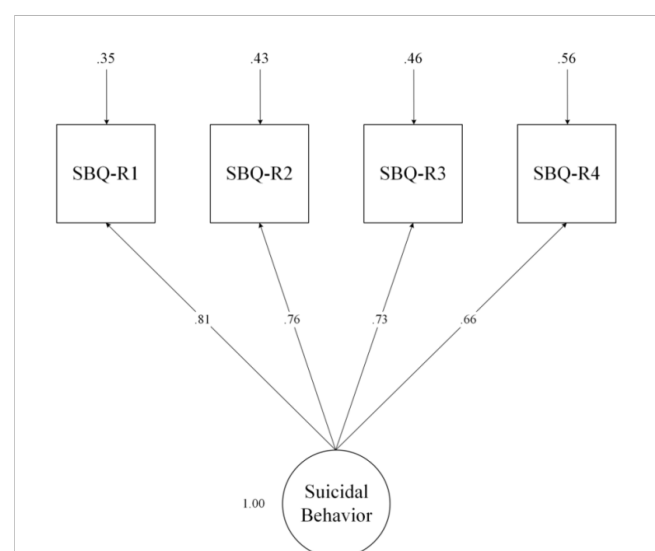 .35 .43 .46 .56
SBQ-R1 SBQ-R2 SBQ-R3 SBQ-R4
.81 .76 .73 .66
Suicidal
1.00
Behavior